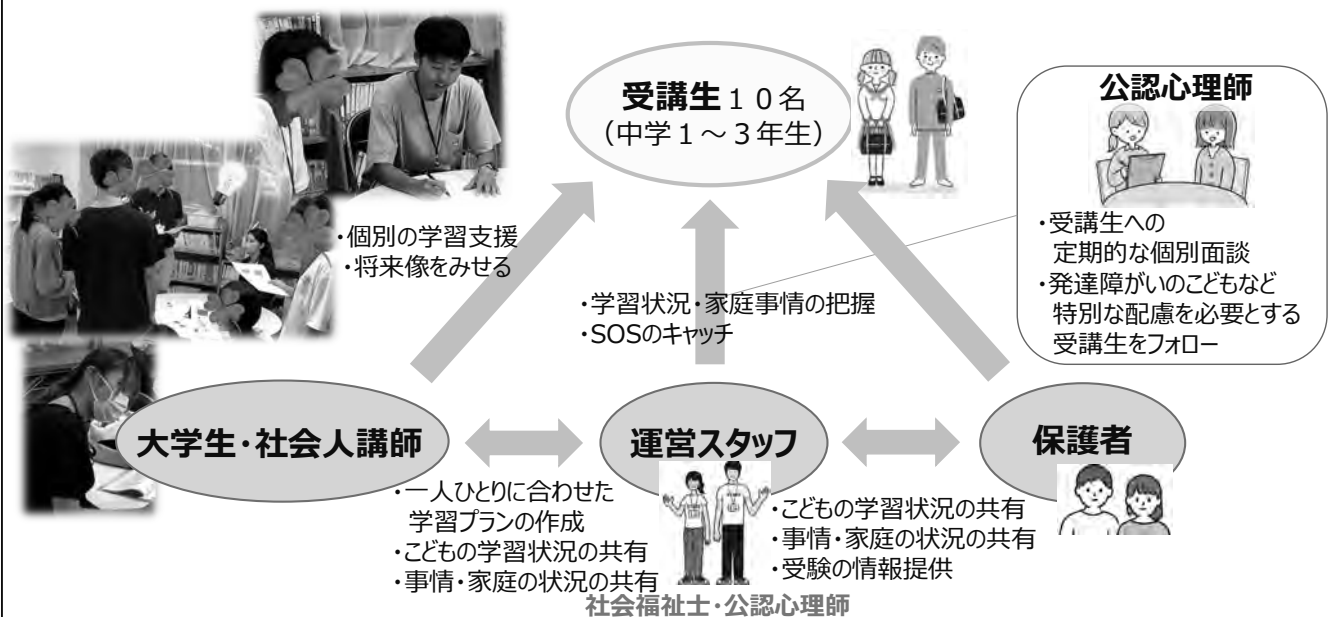 受講生10名
（中学1～3年生）
公認心理師
・受講生への
定期的な個別面談
・発達障がいのこどもなど
特別な配慮を必要とする
受講生をフォロー
・個別の学習支援
・将来像をみせる
・学習状況・家庭事情の把握
・SOSのキャッチ
大学生・社会人講師
運営スタッフ
保護者
・一人ひとりに合わせた
学習プランの作成
・こどもの学習状況の共有
・事情・家庭の状況の共有
・こどもの学習状況の共有
・事情・家庭の状況の共有
・受験の情報提供
社会福祉士・公認心理師